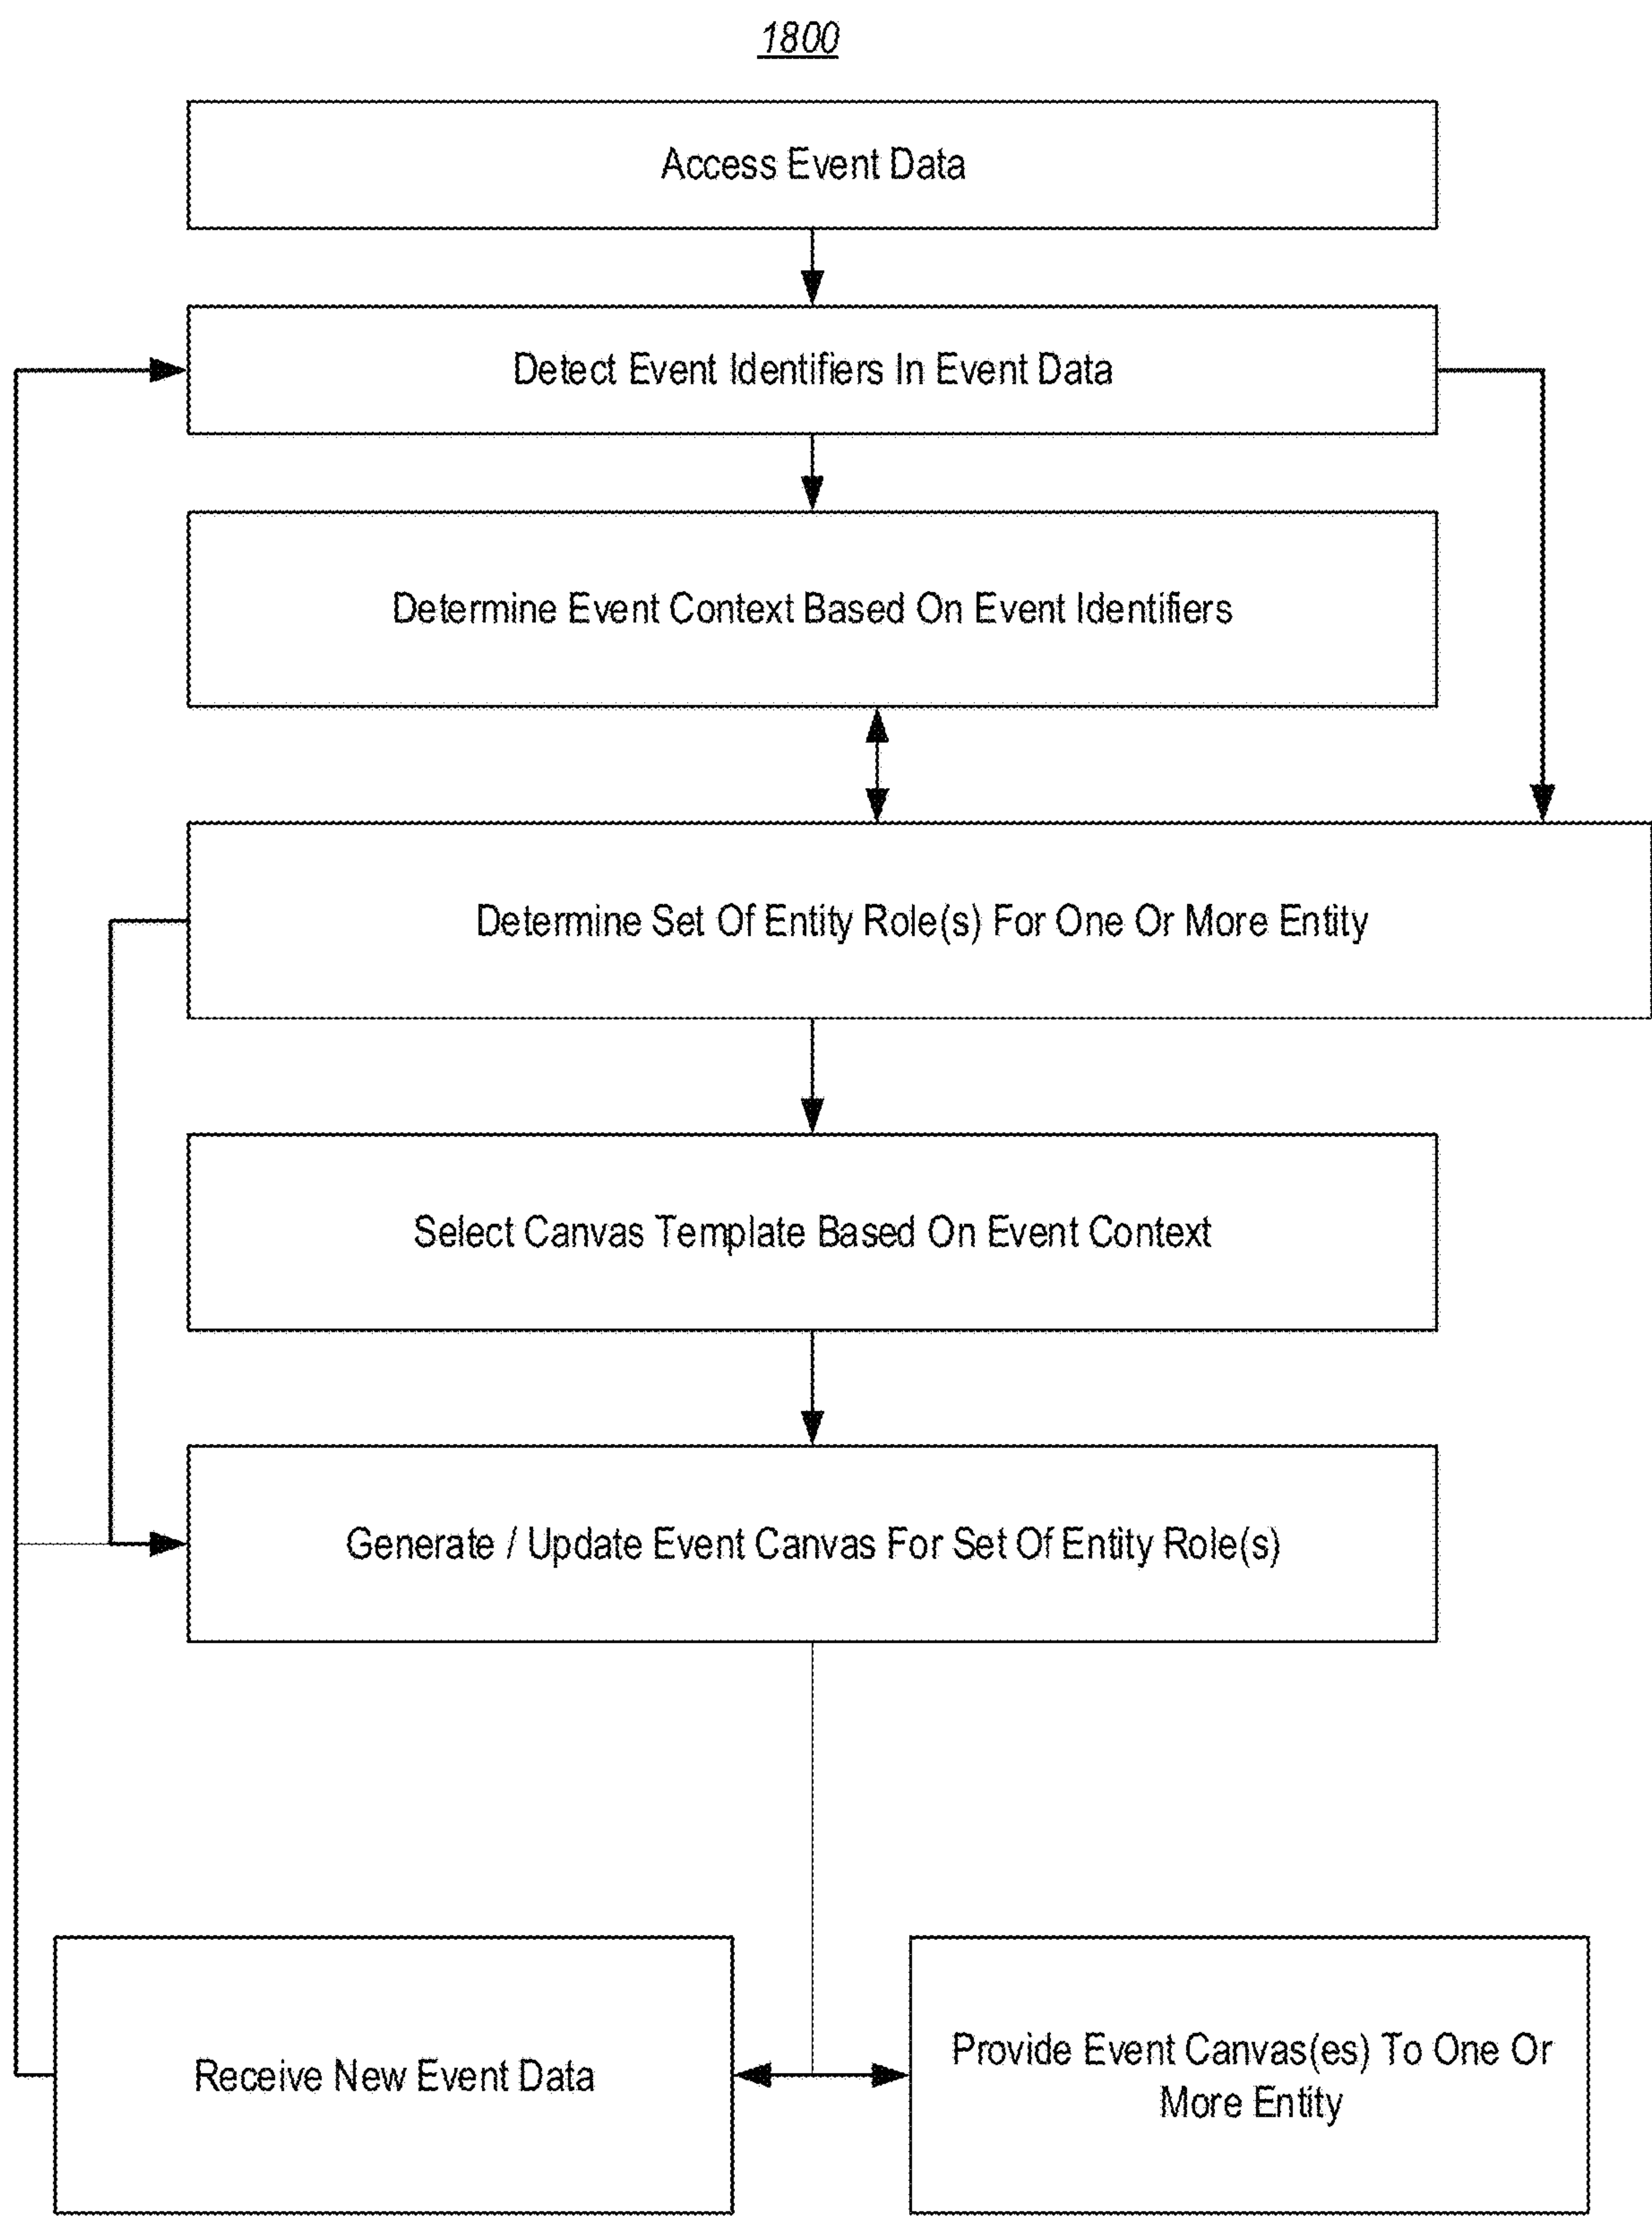 1800
Access Event Data
Detect Event Identifiers In Event Data
Determine Event Context Based On Event Identifiers
Determine Set Of Entity Role(s) For One Or More Entity
Select Canvas Template Based On Event Context
Generate / Update Event Canvas For Set Of Entity Role(s)
Receive New Event Data
Provide Event Canvas(es) To One Or
More Entity